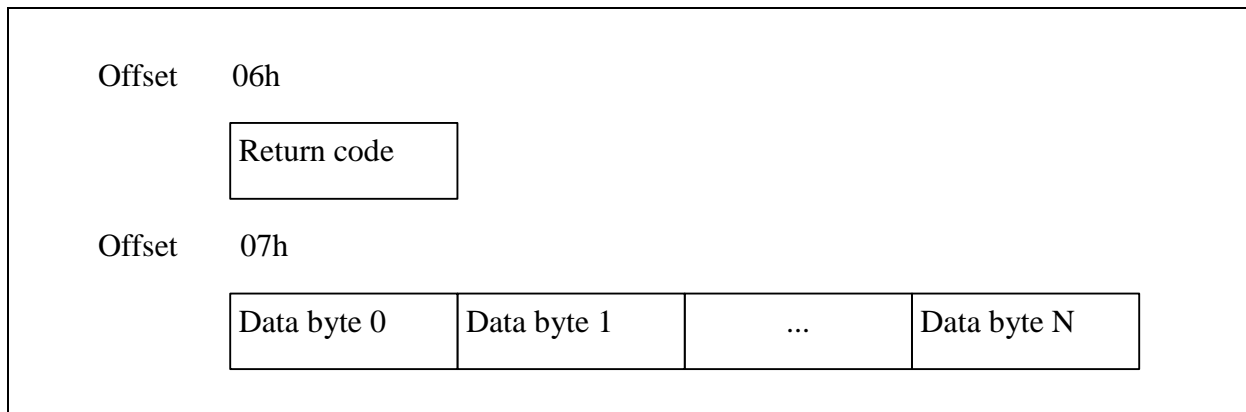 Offset 06h
Return code
Offset 07h
Data byte 0 Data byte 1 ... Data byte N